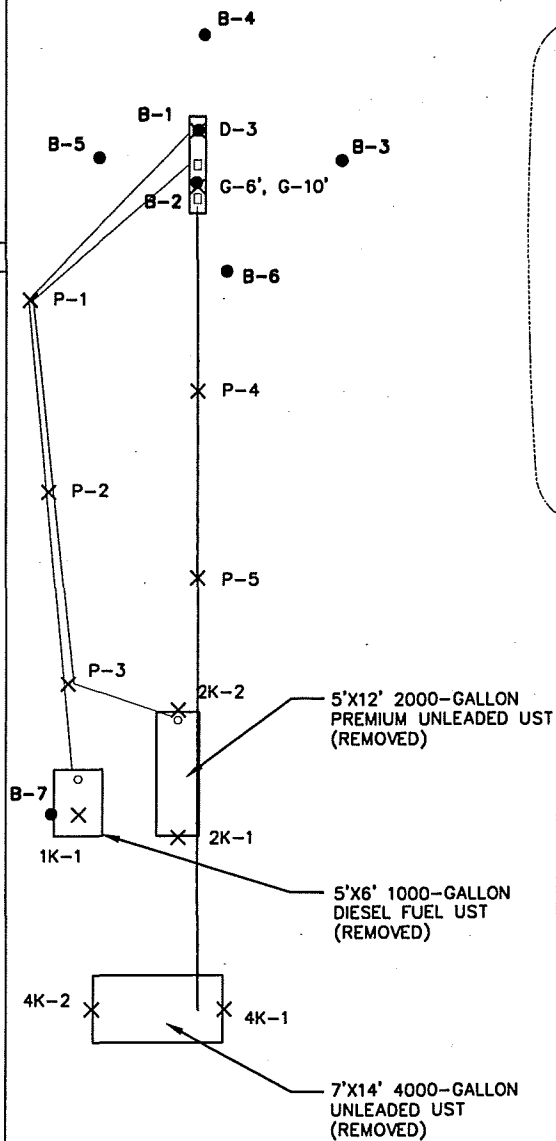 B-4
B-1
D-3
B-5
B-3
B-2
G-6', G-10'
B-6
P-1
P-4
P-2
P-5
P-3
2K-2
5'X12' 2000-GALLON
PREMIUM UNLEADED UST
(REMOVED)
B-7
2K-1
1K-1
5'X6' 1000-GALLON
DIESEL FUEL UST
(REMOVED)
4K-2
4K-1
7'X14' 4000-GALLON
UNLEADED UST
(REMOVED)